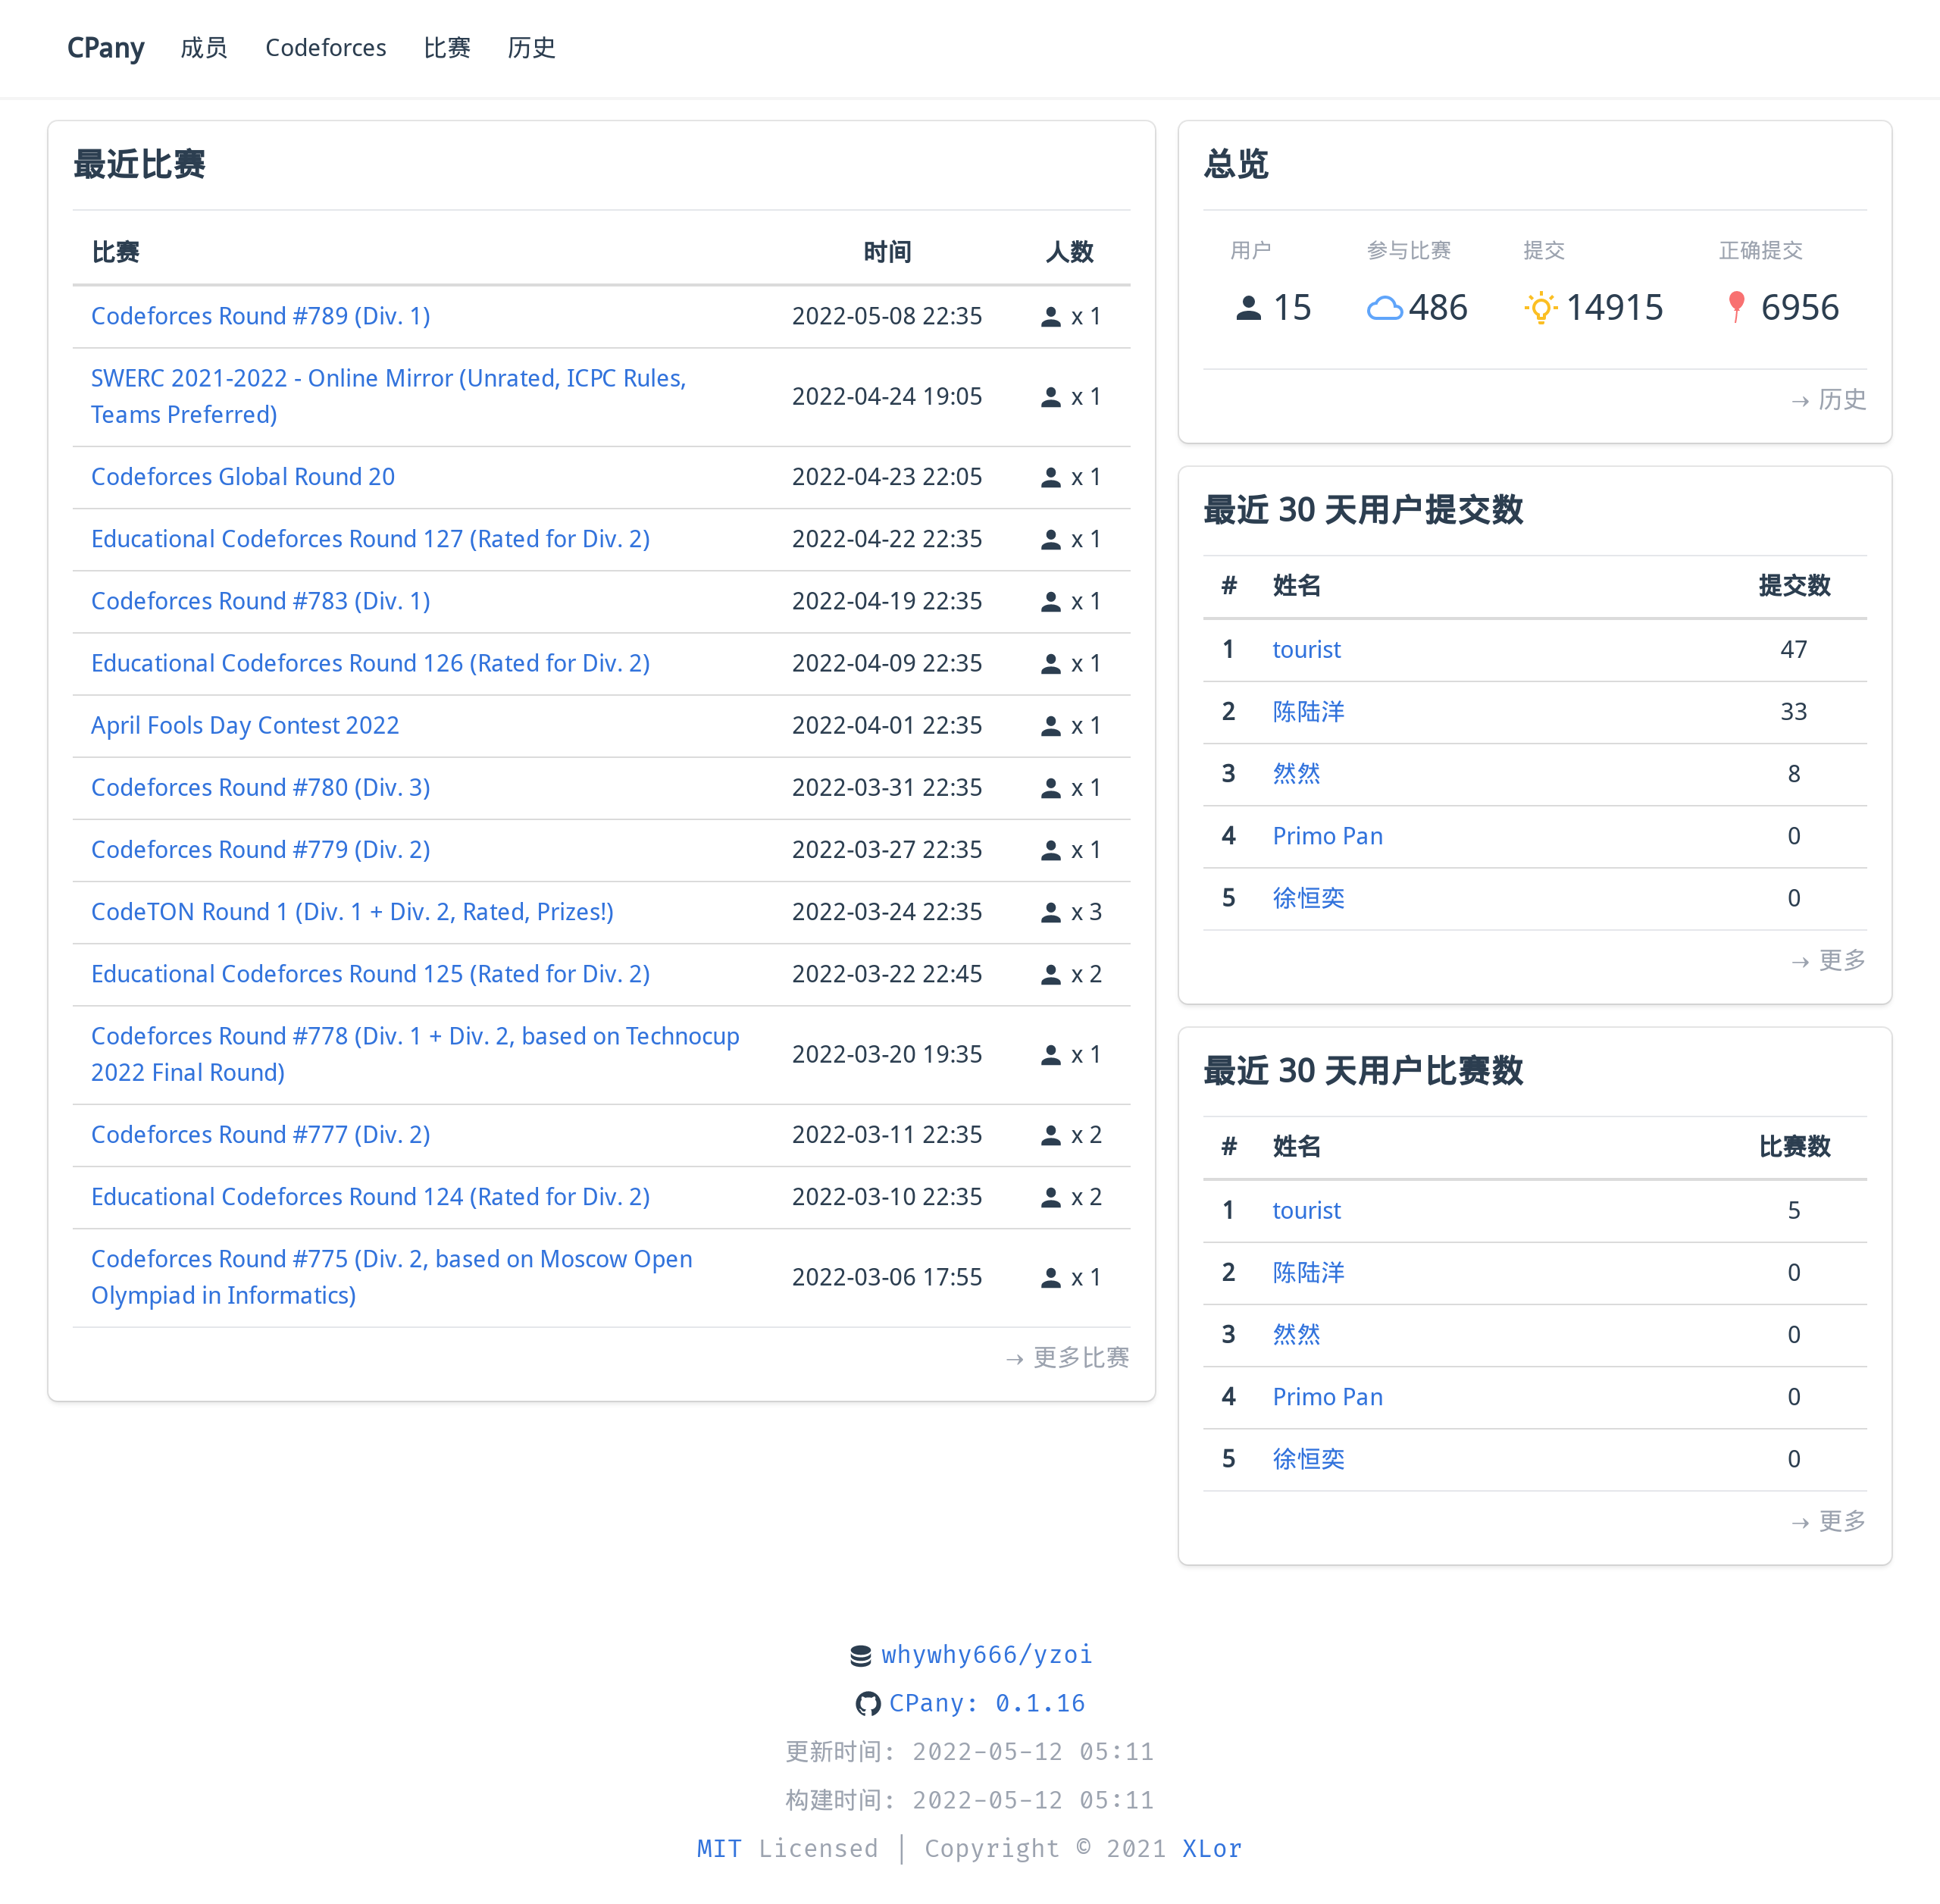 CPany 成员 Codeforces 比赛 历史
最近比赛
比赛 时间 人数
Codeforces Round #789 (Div. 1) 2022-05-08 22:35 x 1
SWERC 2021-2022 - Online Mirror (Unrated, ICPC Rules,
Teams Preferred) 2022-04-24 19:05 x 1
Codeforces Global Round 20 2022-04-23 22:05 x 1
Educational Codeforces Round 127 (Rated for Div. 2) 2022-04-22 22:35 x 1
Codeforces Round #783 (Div. 1) 2022-04-19 22:35 x 1
Educational Codeforces Round 126 (Rated for Div. 2) 2022-04-09 22:35 x 1
April Fools Day Contest 2022 2022-04-01 22:35 x 1
Codeforces Round #780 (Div. 3) 2022-03-31 22:35 x 1
Codeforces Round #779 (Div. 2) 2022-03-27 22:35 x 1
CodeTON Round 1 (Div. 1 + Div. 2, Rated, Prizes!) 2022-03-24 22:35 x 3
Educational Codeforces Round 125 (Rated for Div. 2) 2022-03-22 22:45 x 2
Codeforces Round #778 (Div. 1 + Div. 2, based on Technocup
2022 Final Round) 2022-03-20 19:35 x 1
Codeforces Round #777 (Div. 2) 2022-03-11 22:35 x 2
Educational Codeforces Round 124 (Rated for Div. 2) 2022-03-10 22:35 x 2
Codeforces Round #775 (Div. 2, based on Moscow Open
Olympiad in Informatics) 2022-03-06 17:55 x 1
→ 更多比赛
总览
用户 参与比赛 提交 正确提交
15 486 14915 6956
→ 历史
最近 30 天用户提交数
# 姓名 提交数
1 tourist 47
2 陈陆洋 33
3 然然 8
4 Primo Pan 0
5 徐恒奕 0
→ 更多
最近 30 天用户比赛数
# 姓名 比赛数
1 tourist 5
2 陈陆洋 0
3 然然 0
4 Primo Pan 0
5 徐恒奕 0
→ 更多
whywhy666/yzoi
CPany: 0.1.16
更新时间: 2022-05-12 05:11
构建时间: 2022-05-12 05:11
MIT Licensed | Copyright © 2021 XLor